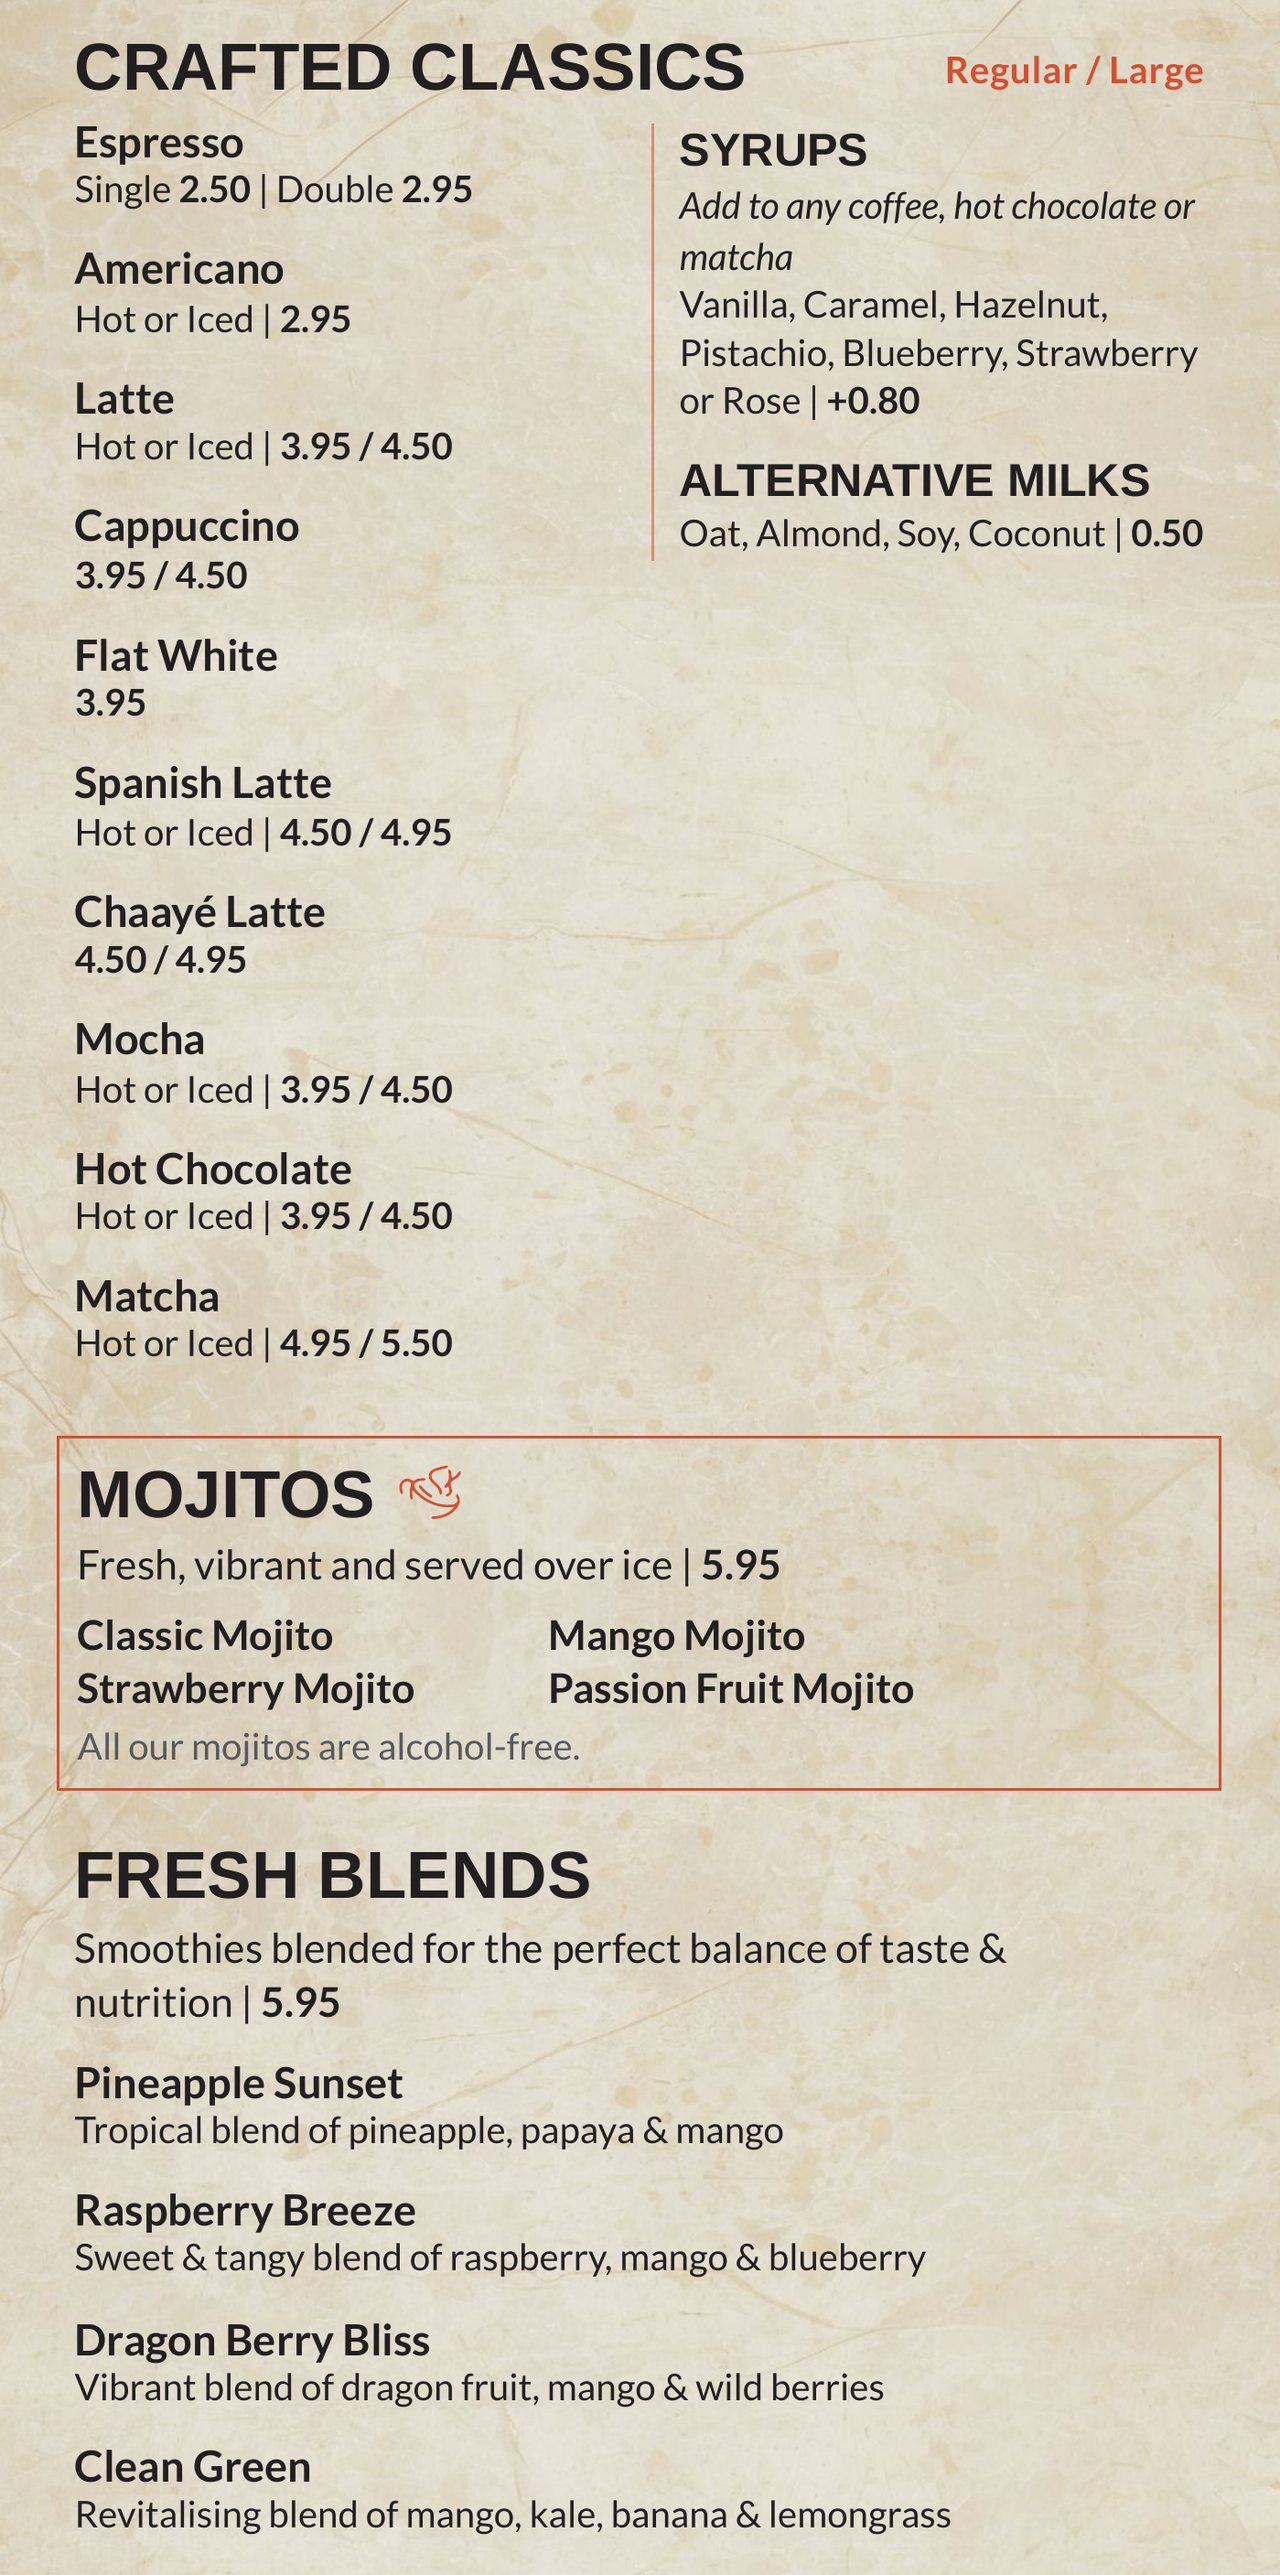 CRAFTED CLASSICS
Regular / Large
Espresso
Single 2.50 | Double 2.95
Americano
Hot or Iced | 2.95
Latte
Hot or Iced | 3.95 / 4.50
Cappuccino
3.95 / 4.50
Flat White
3.95
Spanish Latte
Hot or Iced | 4.50 / 4.95
Chaayé Latte
4.50 / 4.95
Mocha
Hot or Iced | 3.95 / 4.50
Hot Chocolate
Hot or Iced | 3.95 / 4.50
Matcha
Hot or Iced | 4.95 / 5.50
SYRUPS
Add to any coffee, hot chocolate or
matcha
Vanilla, Caramel, Hazelnut,
Pistachio, Blueberry, Strawberry
or Rose | +0.80
ALTERNATIVE MILKS
Oat, Almond, Soy, Coconut | 0.50
MOJITOS
Fresh, vibrant and served over ice | 5.95
Classic Mojito
Strawberry Mojito
Mango Mojito
Passion Fruit Mojito
All our mojitos are alcohol-free.
FRESH BLENDS
Smoothies blended for the perfect balance of taste &
nutrition | 5.95
Pineapple Sunset
Tropical blend of pineapple, papaya & mango
Raspberry Breeze
Sweet & tangy blend of raspberry, mango & blueberry
Dragon Berry Bliss
Vibrant blend of dragon fruit, mango & wild berries
Clean Green
Revitalising blend of mango, kale, banana & lemongrass